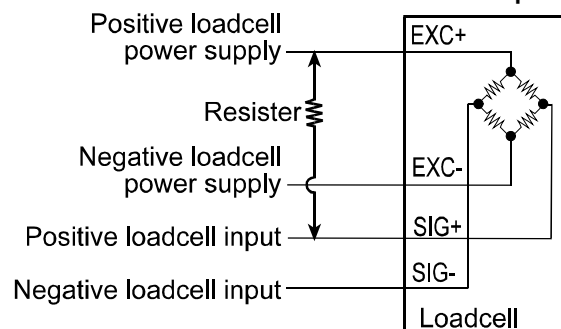 Positive loadcell
power supply
EXC+
Resister
Negative loadcell
power supply
EXC-
Positive loadcell input
SIG+
Negative loadcell input
SIG-
Loadcell